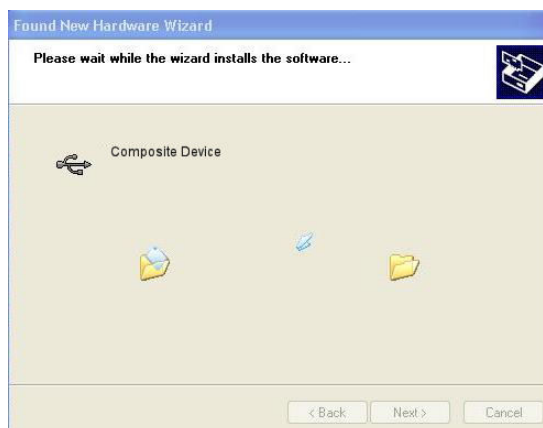 Found New Hardware Wizard
Please wait while the wizard installs the software...
Composite Device
< Back Next > Cancel